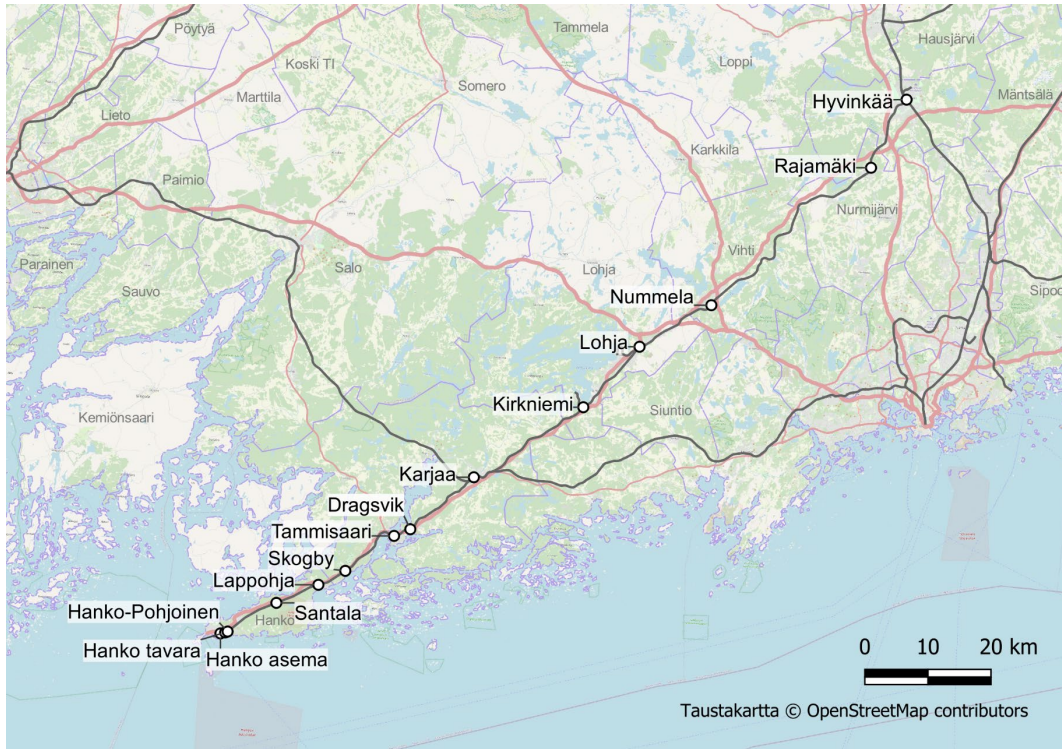 Pöytyä
Tammela
Loppi
Hausjärvi
Koski Tl
Somero
Marttila
Mäntsälä
Hyvinkää
Lieto
Karkkila
Rajamäki
Paimio
Nurmijärvi
Vihti
Parainen
Salo
Lohja
Sipoo
Sauvo
Nummela
Lohja
Kirkniemi
Siuntio
Kemiönsaari
Karjaa
Dragsvik
Tammisaari
Skogby
Lappohja
Hanko-Pohjoinen
Santala
Hanko
Hanko tavara
Hanko asema
0 10 20 km
Taustakartta © OpenStreetMap contributors